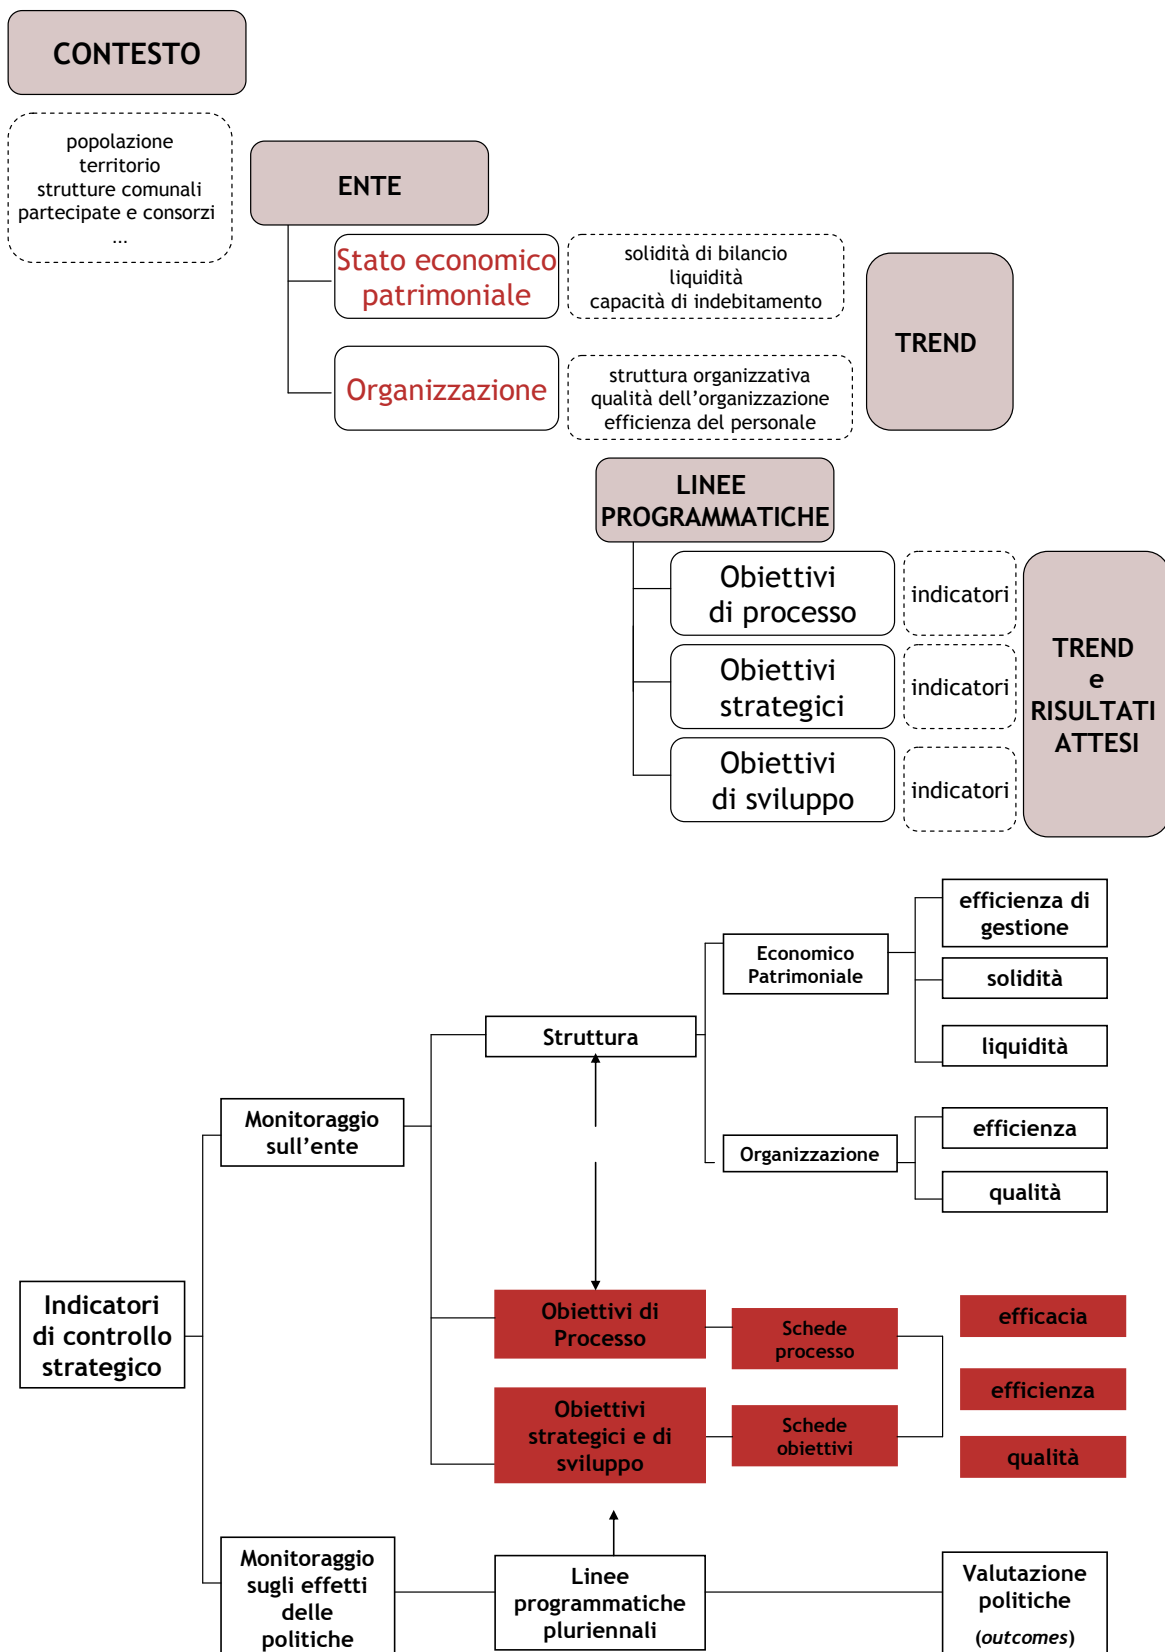 CONTESTO
popolazione
territorio
strutture comunali
partecipate e consorzi
...
ENTE
Stato economico
patrimoniale
solidità di bilancio
liquidità
capacità di indebitamento
TREND
Organizzazione
struttura organizzativa
qualità dell’organizzazione
efficienza del personale
LINEE
PROGRAMMATICHE
Obiettivi
di processo
indicatori
Obiettivi
strategici
indicatori
Obiettivi
di sviluppo
indicatori
TREND
e
RISULTATI
ATTESI
Indicatori
di controllo
strategico
Monitoraggio
sull’ente
Struttura
Economico
Patrimoniale
efficienza di
gestione
solidità
liquidità
Organizzazione
efficienza
qualità
Obiettivi di
Processo
Schede
processo
Obiettivi
strategici e di
sviluppo
Schede
obiettivi
efficacia
efficienza
qualità
Monitoraggio
sugli effetti
delle
politiche
Linee
programmatiche
pluriennali
Valutazione
politiche
(outcomes)